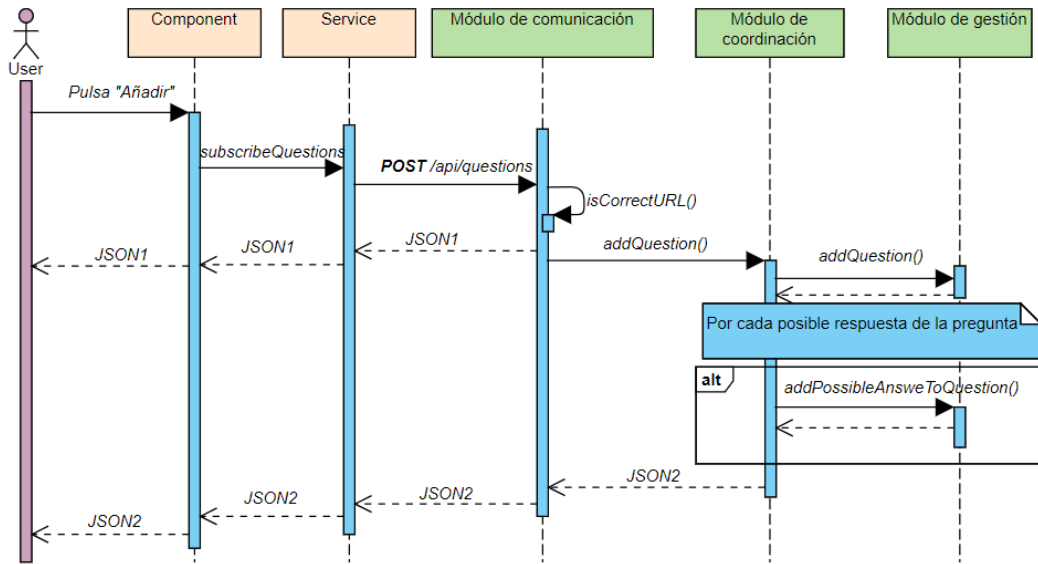 Component
Service
Módulo de comunicación
Módulo de
coordinación
Módulo de gestión
User
Pulsa "Añadir"
subscribeQuestions
POST /api/questions
isCorrectURL()
JSON1
JSON1
JSON1
addQuestion()
addQuestion()
Por cada posible respuesta de la pregunta
alt
addPossibleAnsweToQuestion()
JSON2
JSON2
JSON2
JSON2